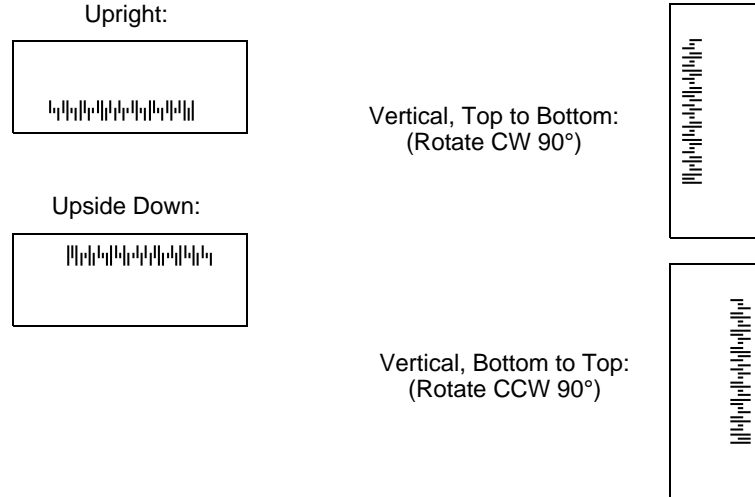 Upright:
Vertical, Top to Bottom:
(Rotate CW 90°)
Upside Down:
Vertical, Bottom to Top:
(Rotate CCW 90°)